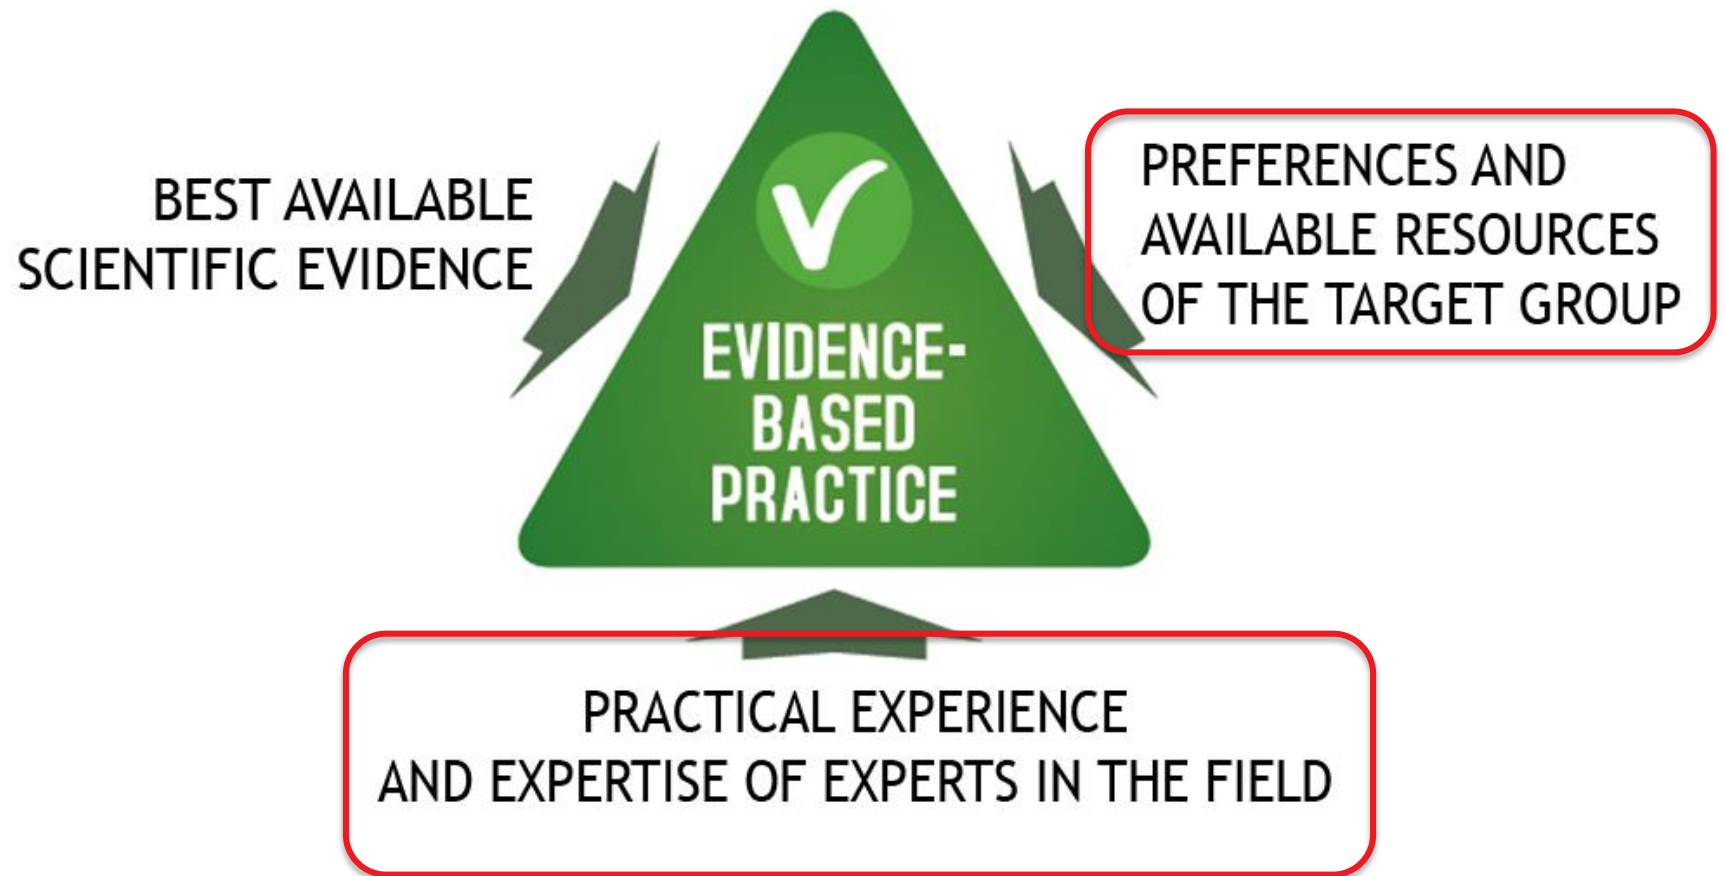 BEST AVAILABLE
SCIENTIFIC EVIDENCE
PREFERENCES AND
AVAILABLE RESOURCES
OF THE TARGET GROUP
EVIDENCE-
BASED
PRACTICE
PRACTICAL EXPERIENCE
AND EXPERTISE OF EXPERTS IN THE FIELD